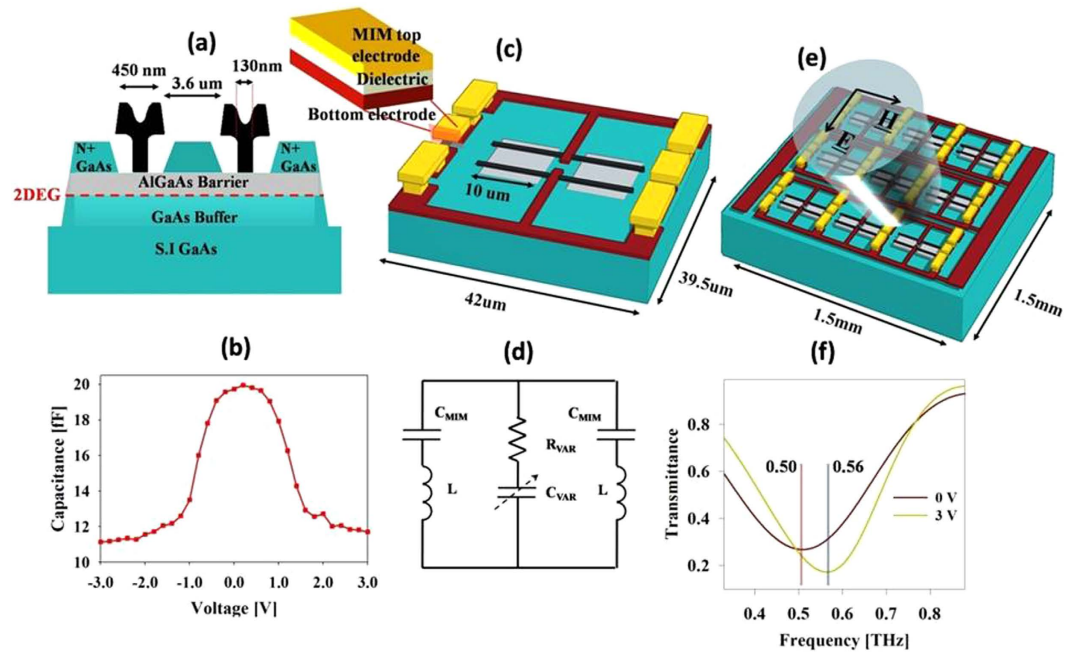 (a)
450 nm
3.6 um
130nm
N+
GaAs
N+
GaAs
AlGaAs Barrier
2DEG
GaAs Buffer
S.I GaAs
MIM top
electrode
Dielectric
Bottom electrode
(c)
10 um
42um
39.5um
(e)
H
E
1.5mm
1.5mm
(b)
Capacitance [fF]
20
18
16
14
12
10
-3.0
-2.0
-1.0
0.0
1.0
2.0
3.0
Voltage [V]
(d)
CMIM
CMIM
RVAR
L
CVAR
L
(f)
Transmittance
0.8
0.6
0.4
0.2
0.50
0.56
0 V
3 V
0.4
0.5
0.6
0.7
0.8
Frequency [THz]